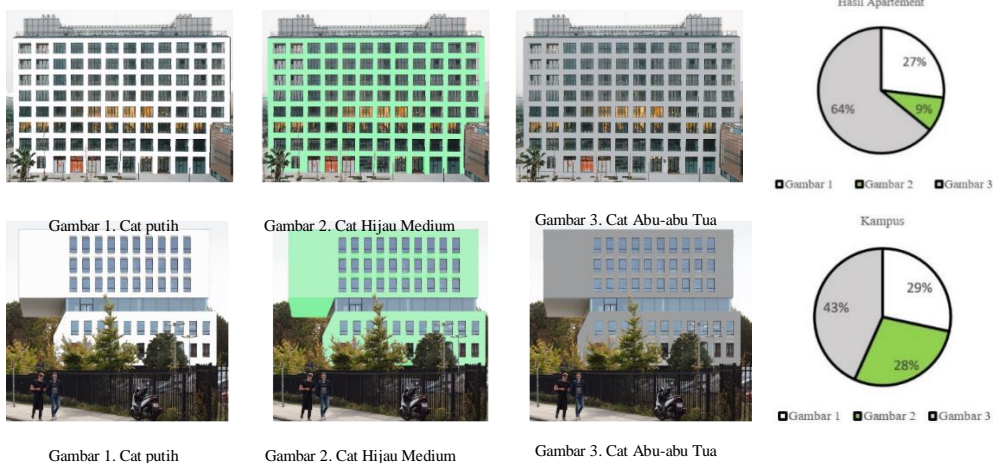 Hasil Apartement
27%
64%
9%
Gambar 1 Gambar 2 Gambar 3
Gambar 1. Cat putih
Gambar 2. Cat Hijau Medium
Gambar 3. Cat Abu-abu Tua
Kampus
29%
43%
28%
Gambar 1 Gambar 2 Gambar 3
Gambar 1. Cat putih
Gambar 2. Cat Hijau Medium
Gambar 3. Cat Abu-abu Tua